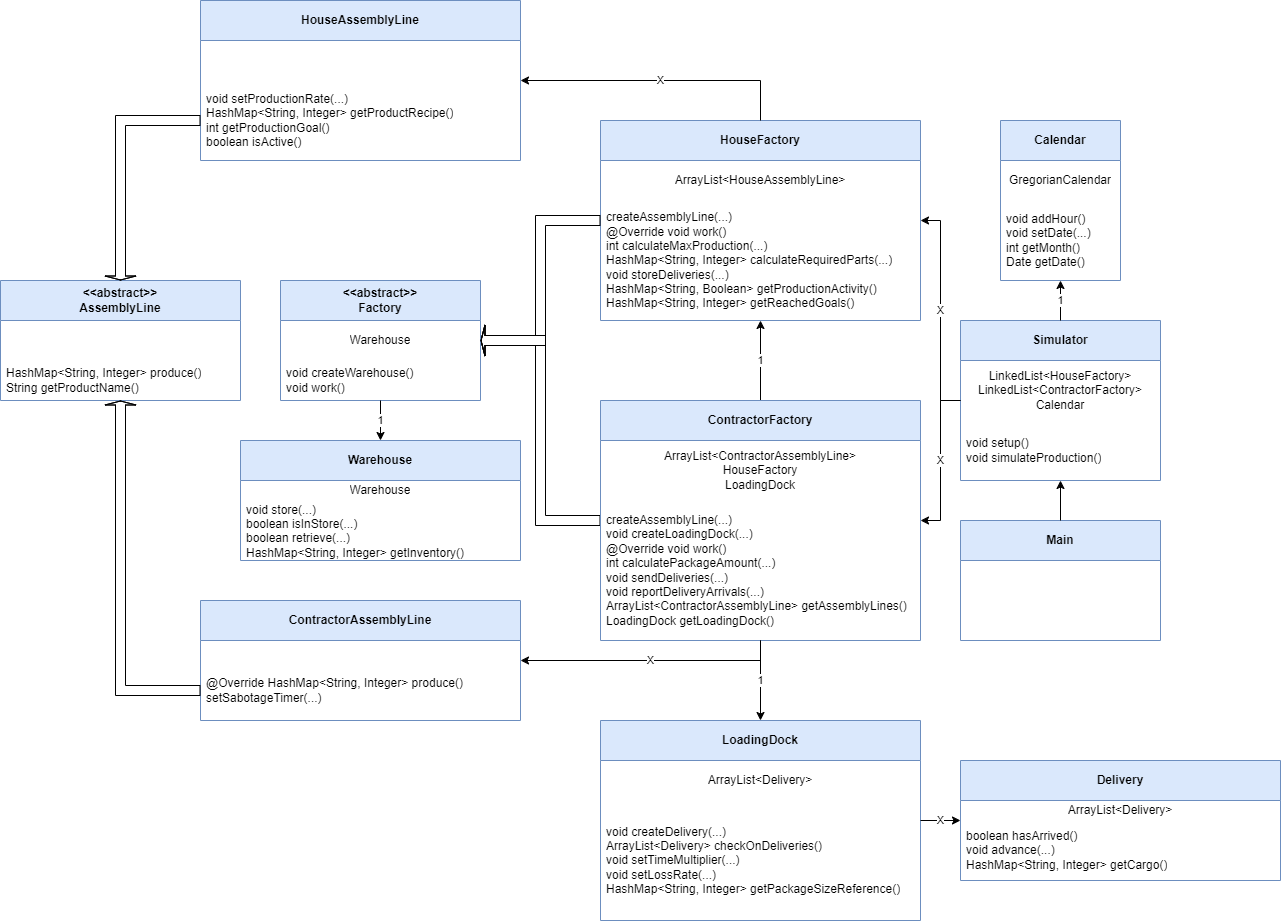 HouseAssemblyLine
void setProductionRate(...)
HashMap<String, Integer> getProductRecipe()
int getProductionGoal()
boolean isActive()
X
HouseFactory
ArrayList<HouseAssemblyLine>
createAssemblyLine(...)
@Override void work()
int calculateMaxProduction(...)
HashMap<String, Integer> calculateRequiredParts(...)
void storeDeliveries(...)
HashMap<String, Boolean> getProductionActivity()
HashMap<String, Integer> getReachedGoals()
Calendar
GregorianCalendar
void addHour()
void setDate(...)
int getMonth()
Date getDate()
<<abstract>>
AssemblyLine
HashMap<String, Integer> produce()
String getProductName()
<<abstract>>
Factory
Warehouse
void createWarehouse()
void work()
1
X
1
Simulator
LinkedList<HouseFactory>
LinkedList<ContractorFactory>
Calendar
void setup()
void simulateProduction()
1
Warehouse
Warehouse
void store(...)
boolean isInStore(...)
boolean retrieve(...)
HashMap<String, Integer> getInventory()
ContractorFactory
ArrayList<ContractorAssemblyLine>
HouseFactory
LoadingDock
createAssemblyLine(...)
void createLoadingDock(...)
@Override void work()
int calculatePackageAmount(...)
void sendDeliveries(...)
void reportDeliveryArrivals(...)
ArrayList<ContractorAssemblyLine> getAssemblyLines()
LoadingDock getLoadingDock()
X
Main
ContractorAssemblyLine
@Override HashMap<String, Integer> produce()
setSabotageTimer(...)
X
1
LoadingDock
ArrayList<Delivery>
void createDelivery(...)
ArrayList<Delivery> checkOnDeliveries()
void setTimeMultiplier(...)
void setLossRate(...)
HashMap<String, Integer> getPackageSizeReference()
X
Delivery
ArrayList<Delivery>
boolean hasArrived()
void advance(...)
HashMap<String, Integer> getCargo()